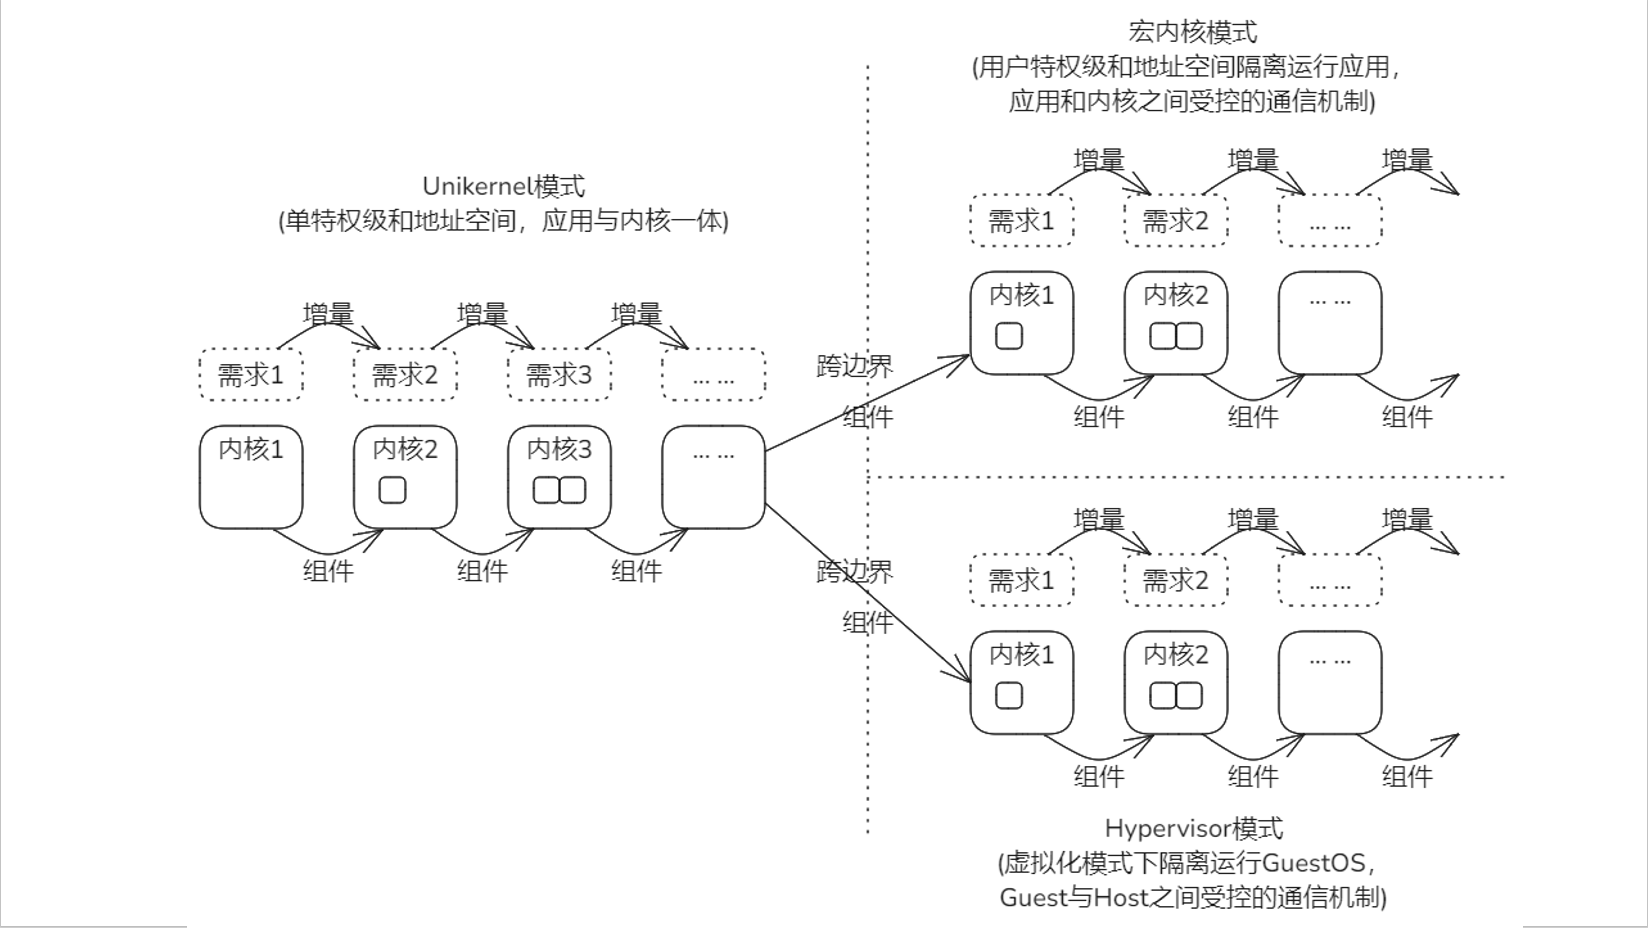 Unikernel模式
(单特权级和地址空间，应用与内核一体)
增量 增量 增量
需求1 需求2 需求3 ... ...
内核1 内核2 内核3 ... ...
组件 组件 组件
跨边界
组件
跨边界
组件
宏内核模式
(用户特权级和地址空间隔离运行应用，
应用和内核之间受控的通信机制)
增量 增量 增量
需求1 需求2 ... ...
内核1 内核2 ... ...
组件 组件 组件
增量 增量 增量
需求1 需求2 ... ...
内核1 内核2 ... ...
组件 组件 组件
Hypervisor模式
(虚拟化模式下隔离运行GuestOS，
Guest与Host之间受控的通信机制)